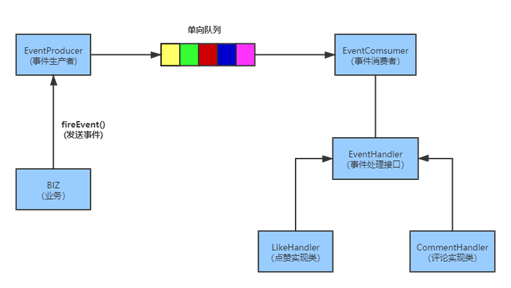 单向队列
EventProducer
(事件生产者)
EventComsumer
(事件消费者)
fireEvent()
(发送事件)
EventHandler
(事件处理接口)
BIZ
(业务)
LikeHandler
(点赞实现类)
CommentHandler
(评论实现类)